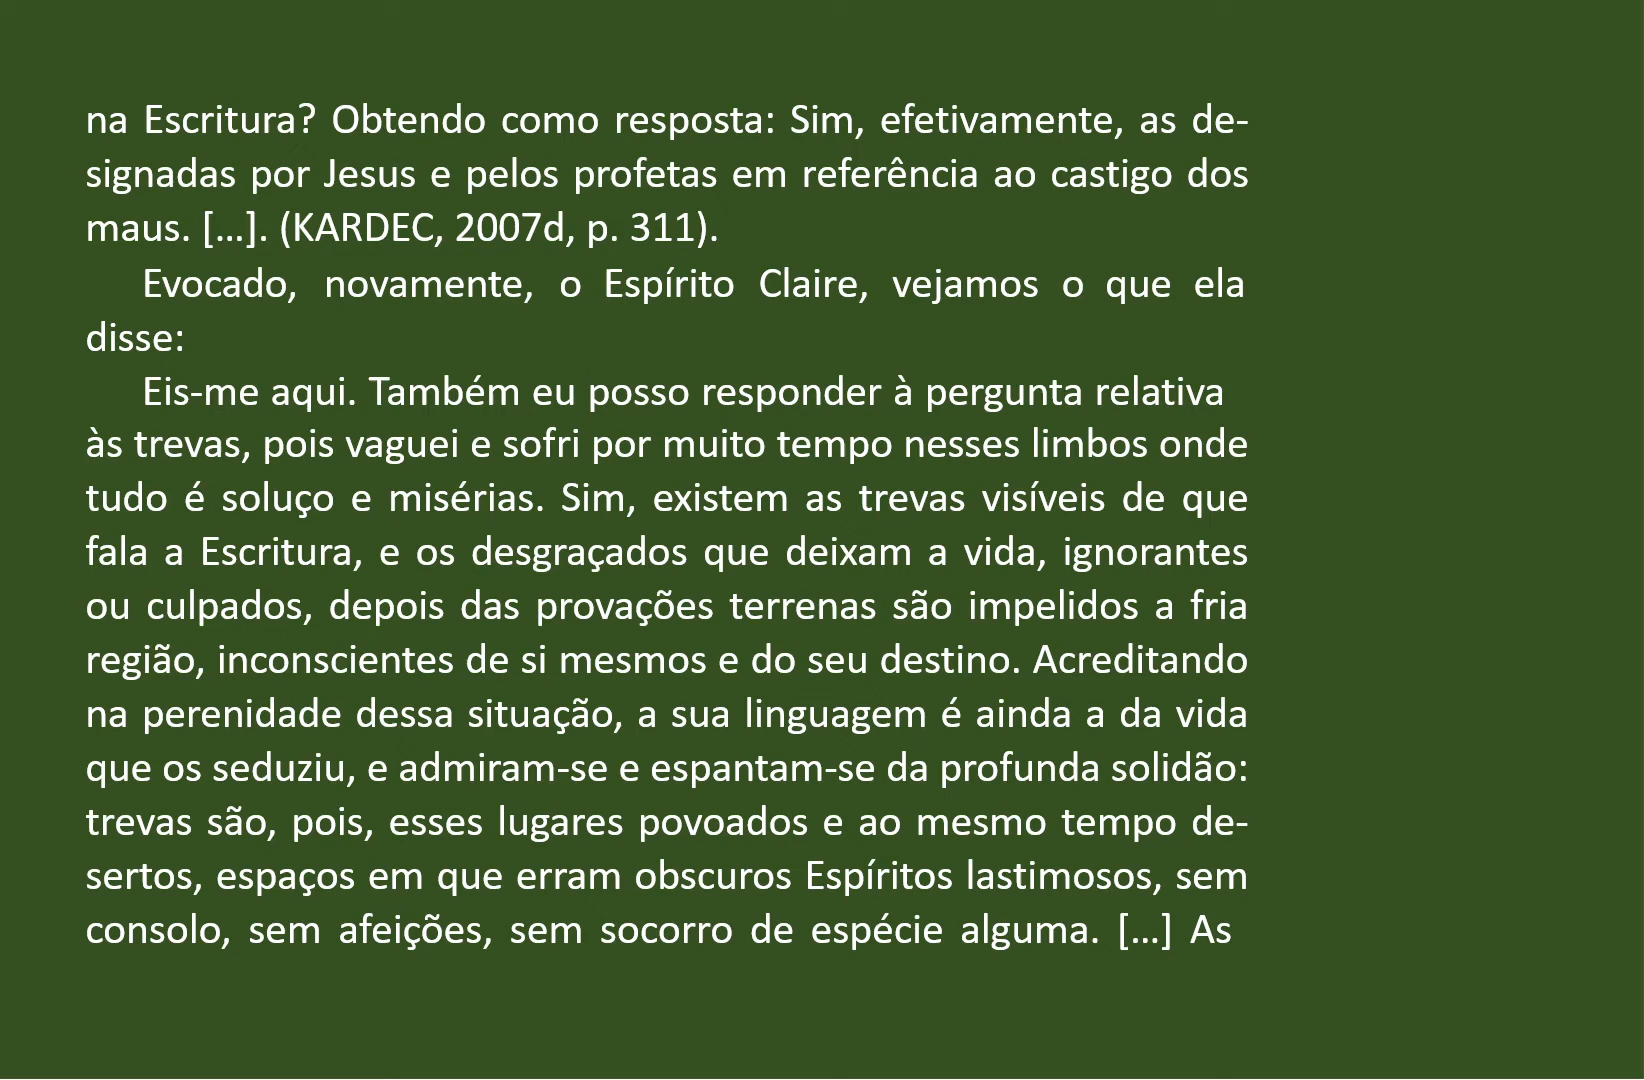 na Escritura? Obtendo como resposta: Sim, efetivamente, as de-
signadas por Jesus e pelos profetas em referência ao castigo dos
maus. [...]. (KARDEC, 2007d, p. 311).
Evocado, novamente, o Espírito Claire, vejamos o que ela
disse:
Eis-me aqui. Também eu posso responder à pergunta relativa
às trevas, pois vaguei e sofri por muito tempo nesses limbos onde
tudo é soluço e misérias. Sim, existem as trevas visíveis de que
fala a Escritura, e os desgraçados que deixam a vida, ignorantes
ou culpados, depois das provações terrenas são impelidos a fria
região, inconscientes de si mesmos e do seu destino. Acreditando
na perenidade dessa situação, a sua linguagem é ainda a da vida
que os seduziu, e admiram-se e espantam-se da profunda solidão:
trevas são, pois, esses lugares povoados e ao mesmo tempo de-
sertos, espaços em que erram obscuros Espíritos lastimosos, sem
consolo, sem afeições, sem socorro de espécie alguma. [...] As